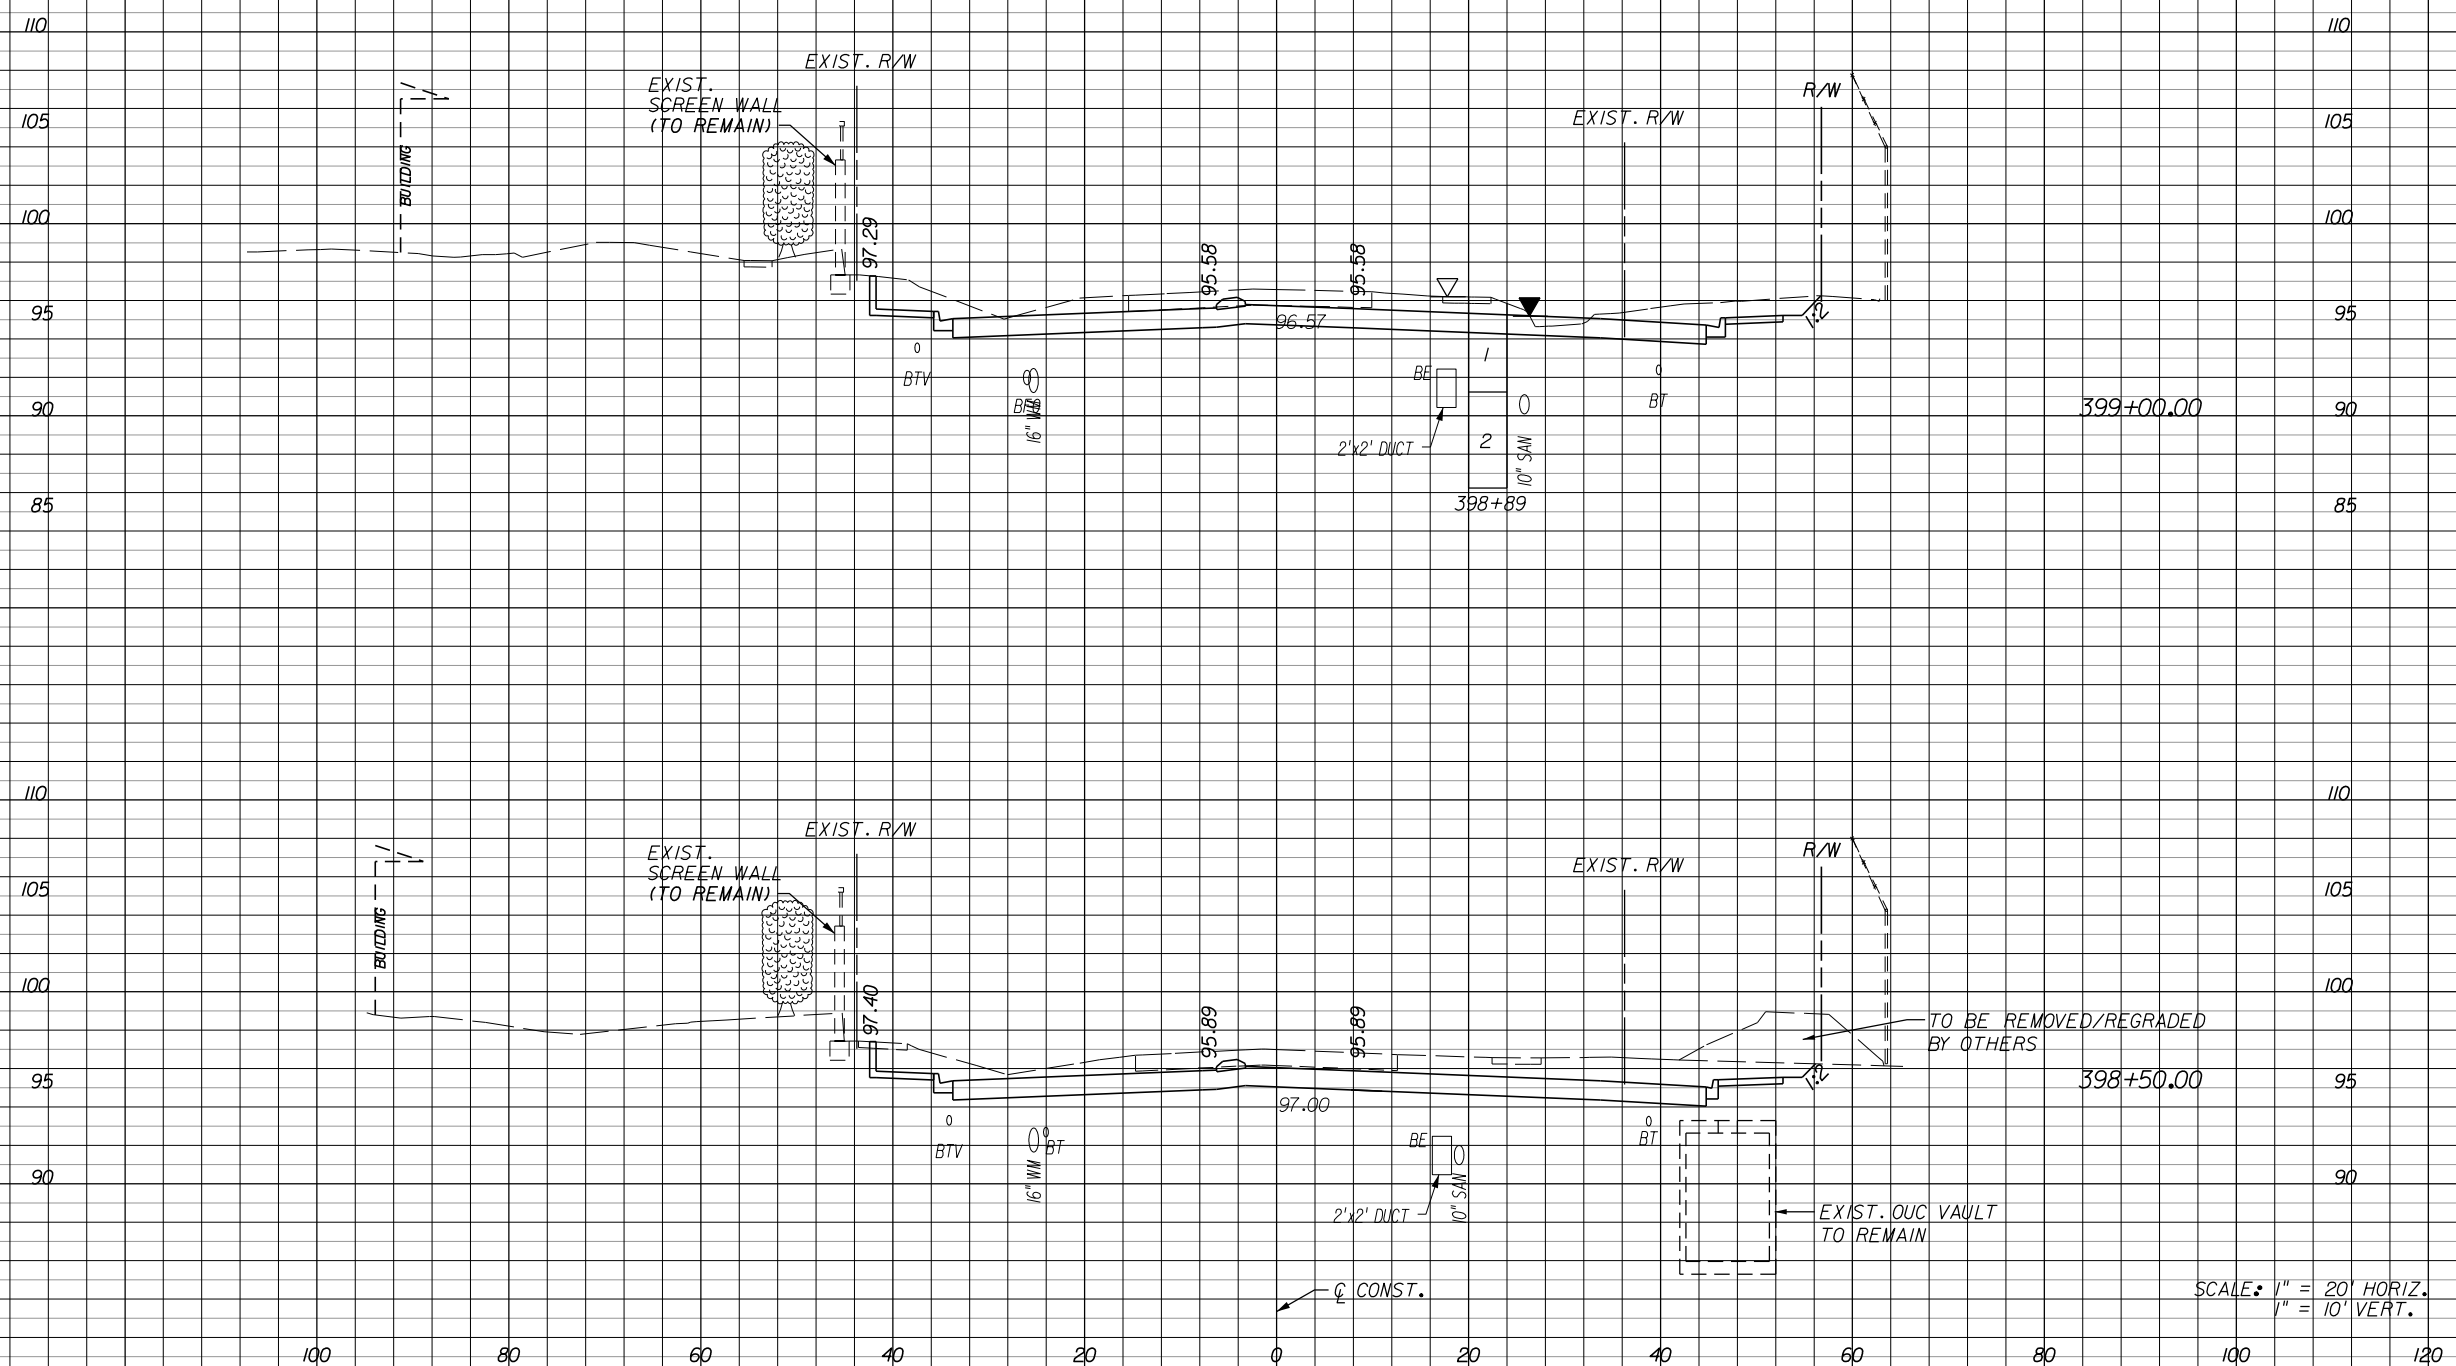 110
110
EXIST. R/W
EXIST.
SCREEN WALL
(TO REMAIN)
R/W
EXIST. R/W
105
105
BUILDING
100
100
97.29
95.58
95.58
95
95
96.57
1:2
1
BTV
BE
BT
16" WM
90
90
399+00.00
2'x2' DUCT
2
10" SAN
85
85
398+89
110
110
EXIST. R/W
EXIST.
SCREEN WALL
(TO REMAIN)
R/W
EXIST. R/W
105
105
BUILDING
100
100
97.40
95.89
95.89
TO BE REMOVED/REGRADED
BY OTHERS
95
95
398+50.00
97.00
1:2
BTV
BT
BE
BT
16" WM
90
90
2'x2' DUCT
10" SAN
EXIST. OUC VAULT
TO REMAIN
℄ CONST.
SCALE: 1" = 20' HORIZ.
1" = 10' VERT.
100 80 60 40 20 0 20 40 60 80 100 120